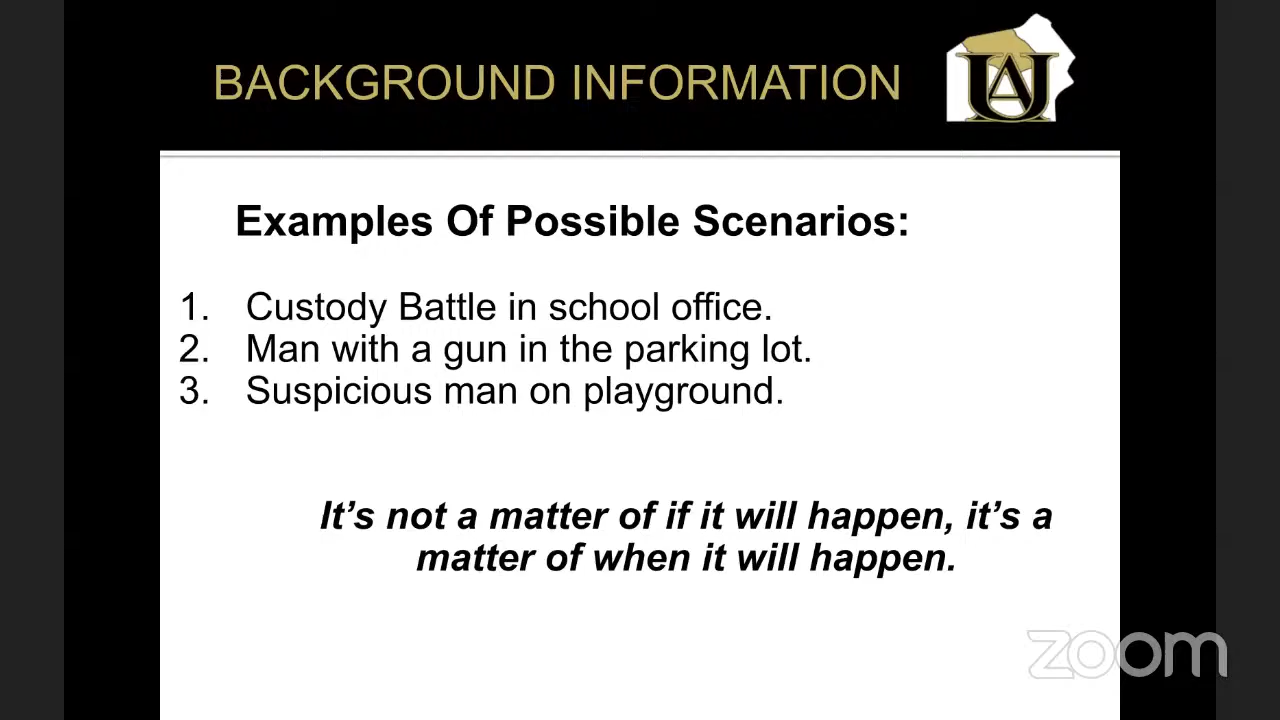 BACKGROUND INFORMATION
UA
Examples Of Possible Scenarios:
1. Custody Battle in school office.
2. Man with a gun in the parking lot.
3. Suspicious man on playground.
It’s not a matter of if it will happen, it’s a
matter of when it will happen.
zoom